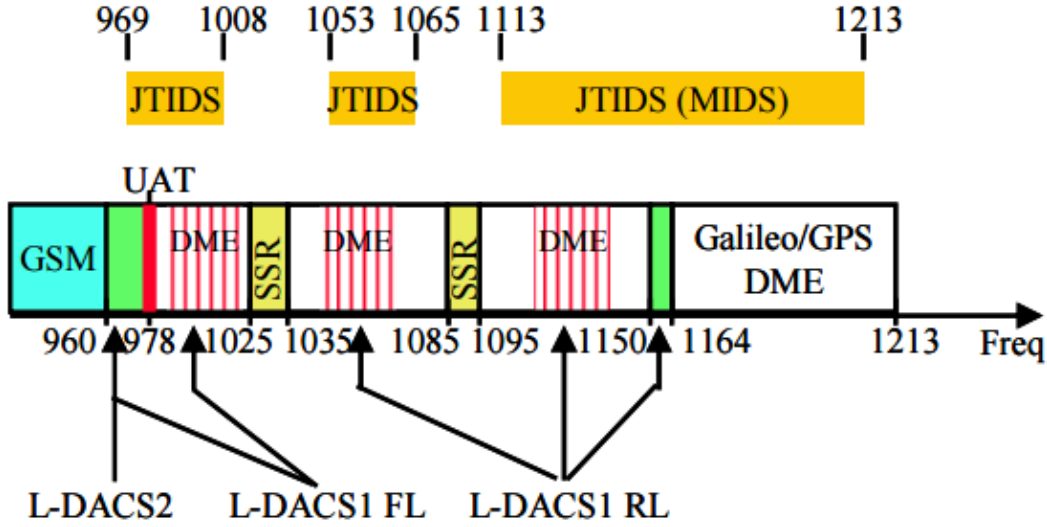 969 1008 1053 1065 1113 1213
JTIDS JTIDS JTIDS (MIDS)
UAT
GSM DME SSR DME SSR DME Galileo/GPS
DME
960 978 1025 1035 1085 1095 1150 1164 1213 Freq
L-DACS2 L-DACS1 FL L-DACS1 RL